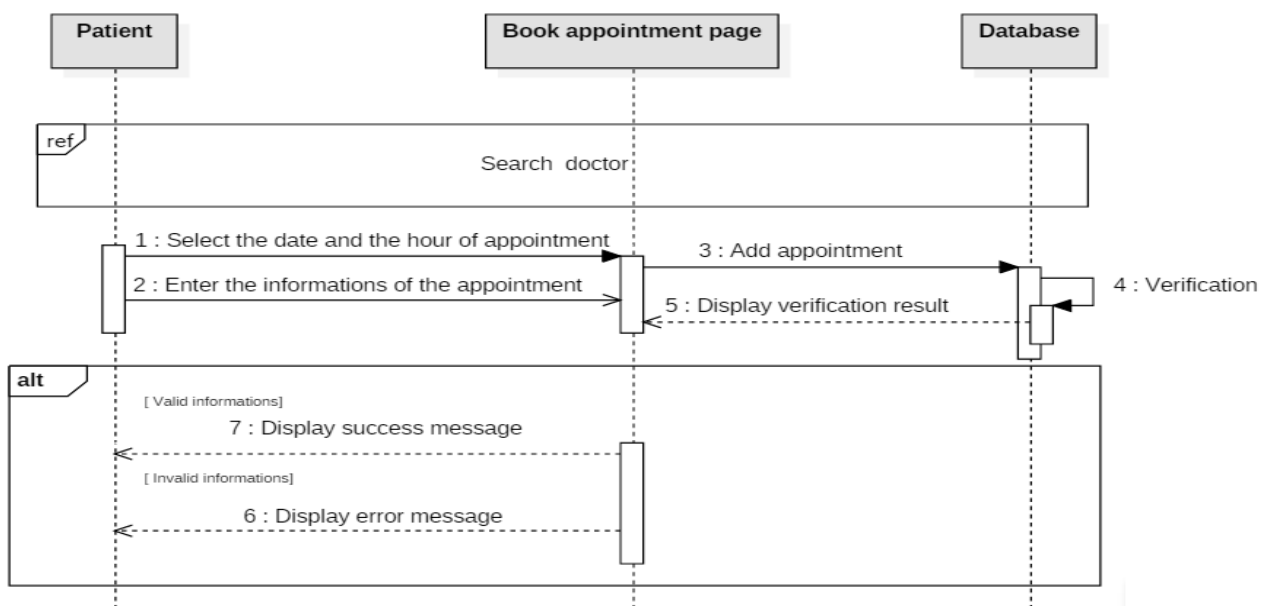 Patient
Book appointment page
Database
ref
Search doctor
1 : Select the date and the hour of appointment
3 : Add appointment
2 : Enter the informations of the appointment
4 : Verification
5 : Display verification result
alt
[ Valid informations]
7 : Display success message
[ Invalid informations]
6 : Display error message